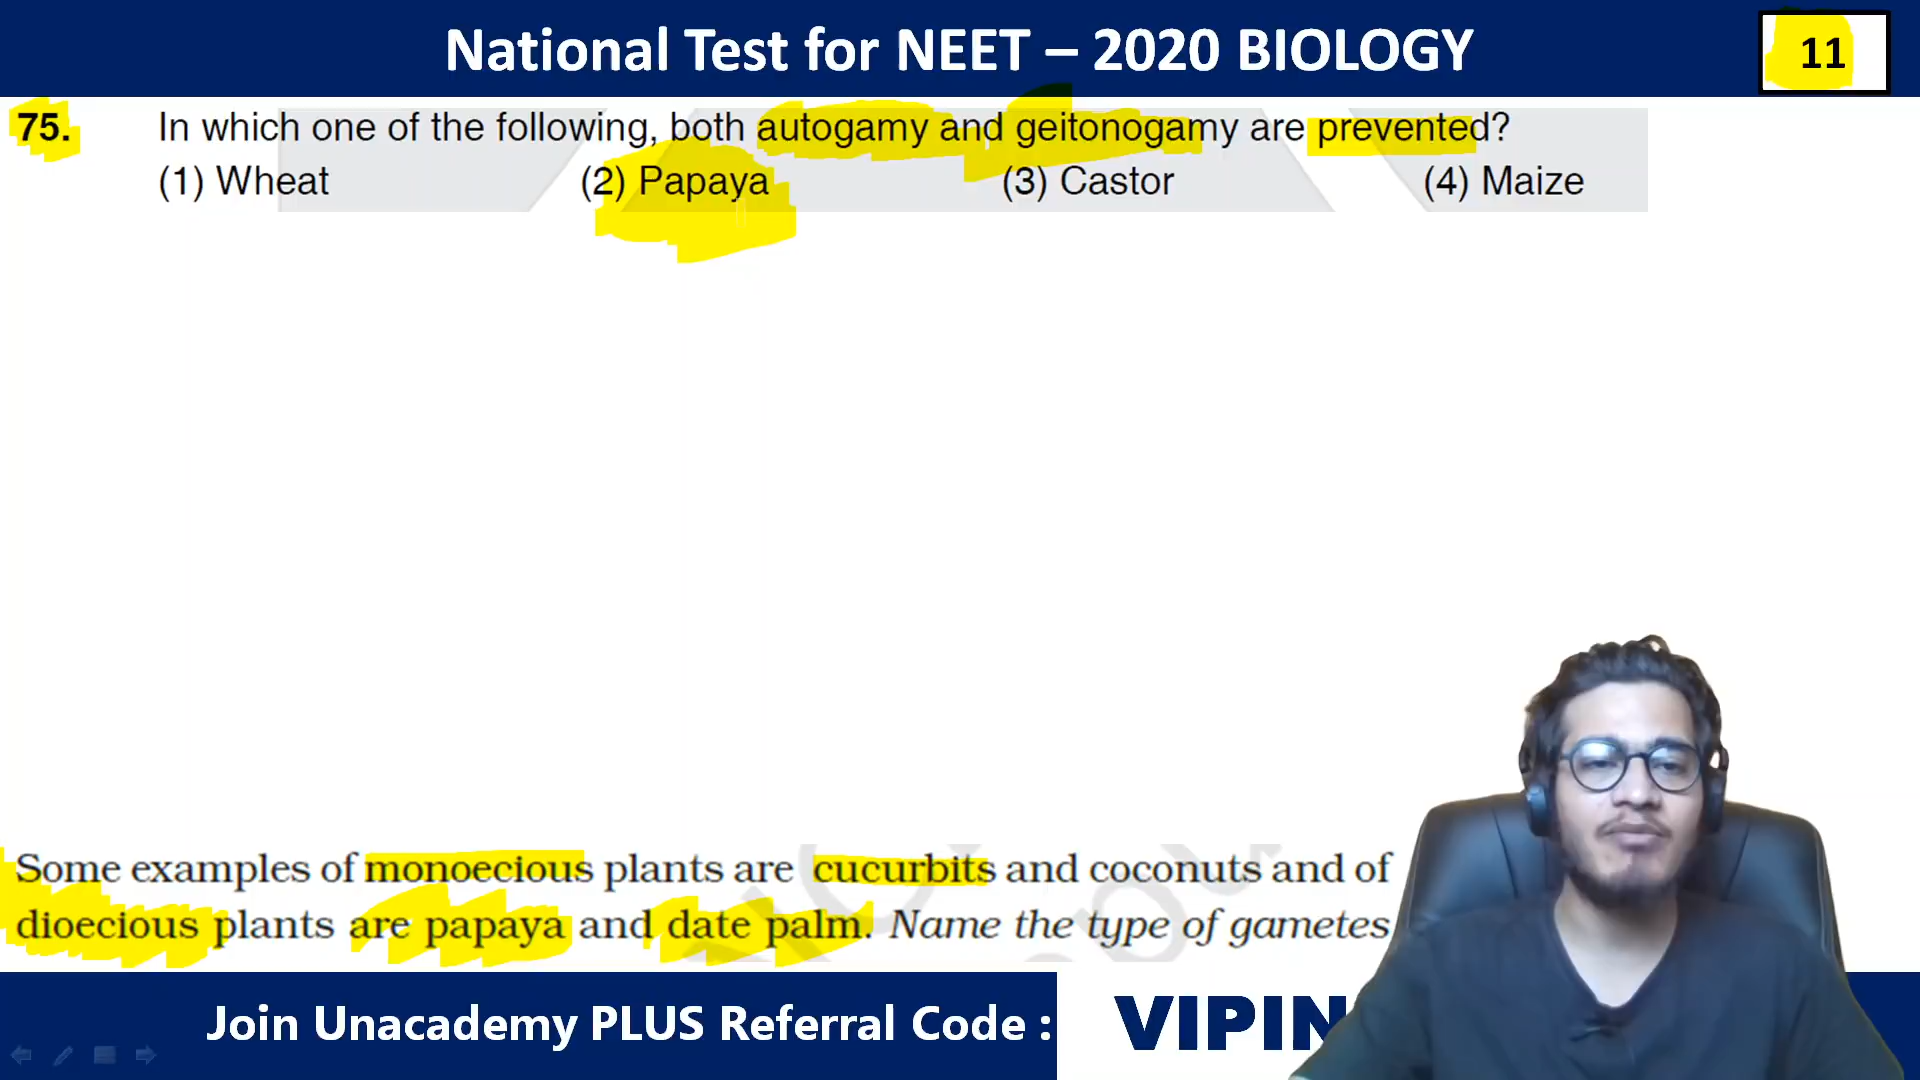 National Test for NEET – 2020 BIOLOGY
11
75. In which one of the following, both autogamy and geitonogamy are prevented?
(1) Wheat (2) Papaya (3) Castor (4) Maize
Some examples of monoecious plants are cucurbits and coconuts and of
dioecious plants are papaya and date palm. Name the type of gametes
Join Unacademy PLUS Referral Code :
VIPIN